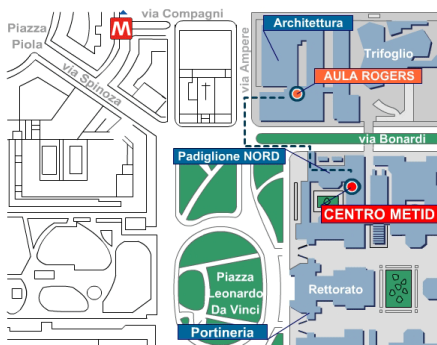 via Compagni
Piazza
Piola
M
via Spinoza
via Ampere
Architettura
Trifoglio
AULA ROGERS
via Bonardi
Padiglione NORD
CENTRO METID
Piazza
Leonardo
Da Vinci
Rettorato
Portineria